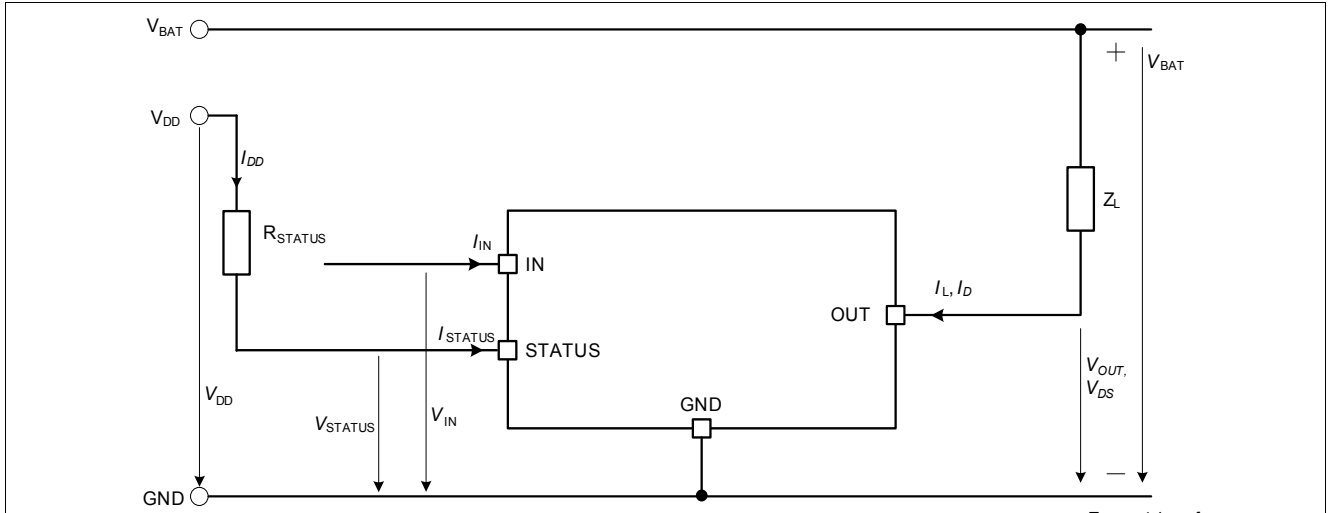 V_BAT
V_BAT
V_DD
I_DD
R_STATUS
Z_L
I_IN
IN
I_L, I_D
OUT
I_STATUS
STATUS
V_OUT,
V_DS
V_DD
GND
V_STATUS
V_IN
GND